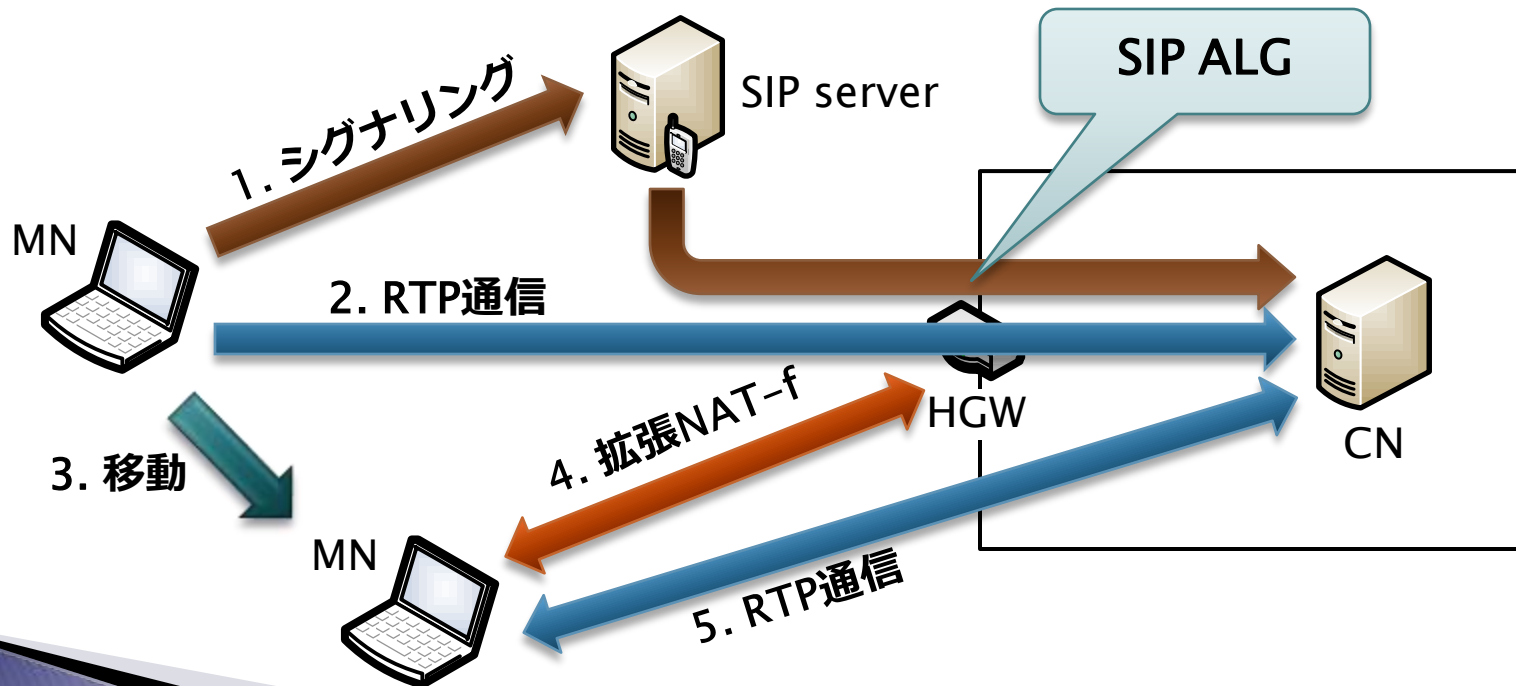 SIP ALG
SIP server
1. シグナリング
MN
2. RTP通信
4. 拡張NAT-f
HGW
CN
3. 移動
MN
5. RTP通信